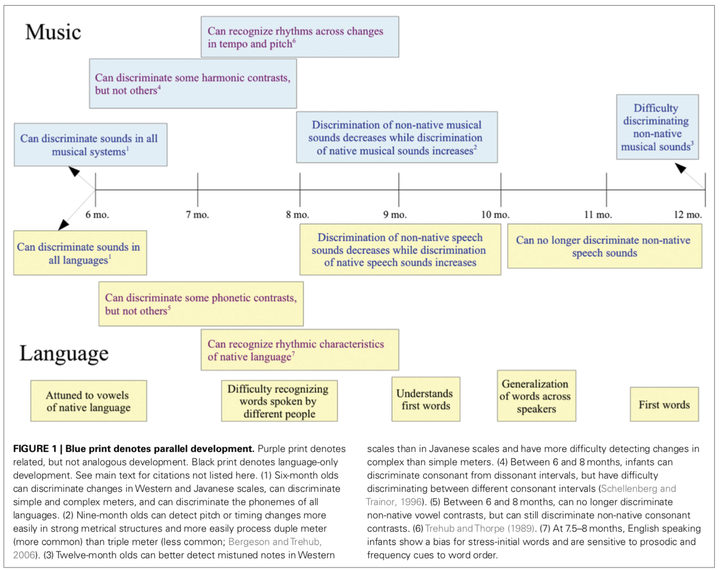 Music
Can recognize rhythms across changes
in tempo and pitch6
Can discriminate some harmonic contrasts,
but not others4
Can discriminate sounds in all
musical systems1
Discrimination of non-native musical
sounds decreases while discrimination
of native musical sounds increases2
Difficulty
discriminating
non-native
musical sounds3
6 mo. 7 mo. 8 mo. 9 mo. 10 mo. 11 mo. 12 mo.
Can discriminate sounds in
all languages1
Discrimination of non-native speech
sounds decreases while discrimination
of native speech sounds increases
Can no longer discriminate non-native
speech sounds
Can discriminate some phonetic contrasts,
but not others5
Can recognize rhythmic characteristics
of native language7
Language
Attuned to vowels
of native language
Difficulty recognizing
words spoken by
different people
Understands
first words
Generalization
of words across
speakers
First words
FIGURE 1 | Blue print denotes parallel development. Purple print denotes
related, but not analogous development. Black print denotes language-only
development. See main text for citations not listed here. (1) Six-month olds
can discriminate changes in Western and Javanese scales, can discriminate
simple and complex meters, and can discriminate the phonemes of all
languages. (2) Nine-month olds can detect pitch or timing changes more
easily in strong metrical structures and more easily process duple meter
(more common) than triple meter (less common; Bergeson and Trehub,
2006). (3) Twelve-month olds can better detect mistuned notes in Western
scales than in Javanese scales and have more difficulty detecting changes in
complex than simple meters. (4) Between 6 and 8 months, infants can
discriminate consonant from dissonant intervals, but have difficulty
discriminating between different consonant intervals (Schellenberg and
Trainor, 1996). (5) Between 6 and 8 months, can no longer discriminate
non-native vowel contrasts, but can still discriminate non-native consonant
contrasts. (6) Trehub and Thorpe (1989). (7) At 7.5–8 months, English speaking
infants show a bias for stress-initial words and are sensitive to prosodic and
frequency cues to word order.